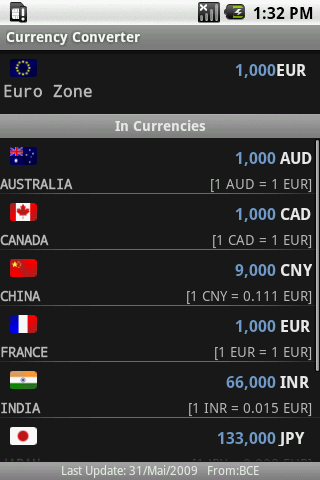 1:32 PM
Currency Converter
1,000EUR
Euro Zone
In Currencies
1,000 AUD
AUSTRALIA [1 AUD = 1 EUR]
1,000 CAD
CANADA [1 CAD = 1 EUR]
9,000 CNY
CHINA [1 CNY = 0.111 EUR]
1,000 EUR
FRANCE [1 EUR = 1 EUR]
66,000 INR
INDIA [1 INR = 0.015 EUR]
133,000 JPY
Last Update: 31/Mai/2009 From:BCE